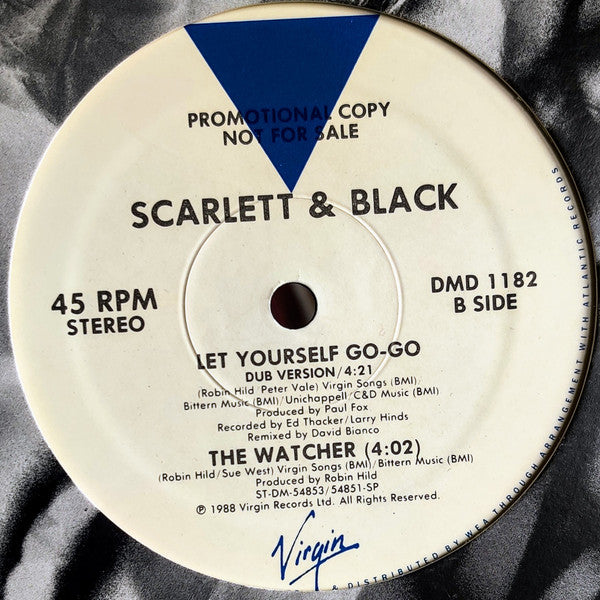 PROMOTIONAL COPY
NOT FOR SALE
SCARLETT & BLACK
45 RPM
STEREO
DMD 1182
B SIDE
LET YOURSELF GO-GO
DUB VERSION/4:21
(Robin Hild/Peter Vale) Virgin Songs (BMI)
Bittern Music (BMI)/Unichappell/C&D Music (BMI)
Produced by Paul Fox
Recorded by Ed Thacker/Larry Hinds
Remixed by David Bianco
THE WATCHER (4:02)
(Robin Hild/Sue West) Virgin Songs (BMI)/Bittern Music (BMI)
Produced by Robin Hild
ST-DM-54853/54851-SP
℗ 1988 Virgin Records Ltd. All Rights Reserved.
Virgin
& DISTRIBUTED BY WEA THROUGH ARRANGEMENT WITH ATLANTIC RECORDS